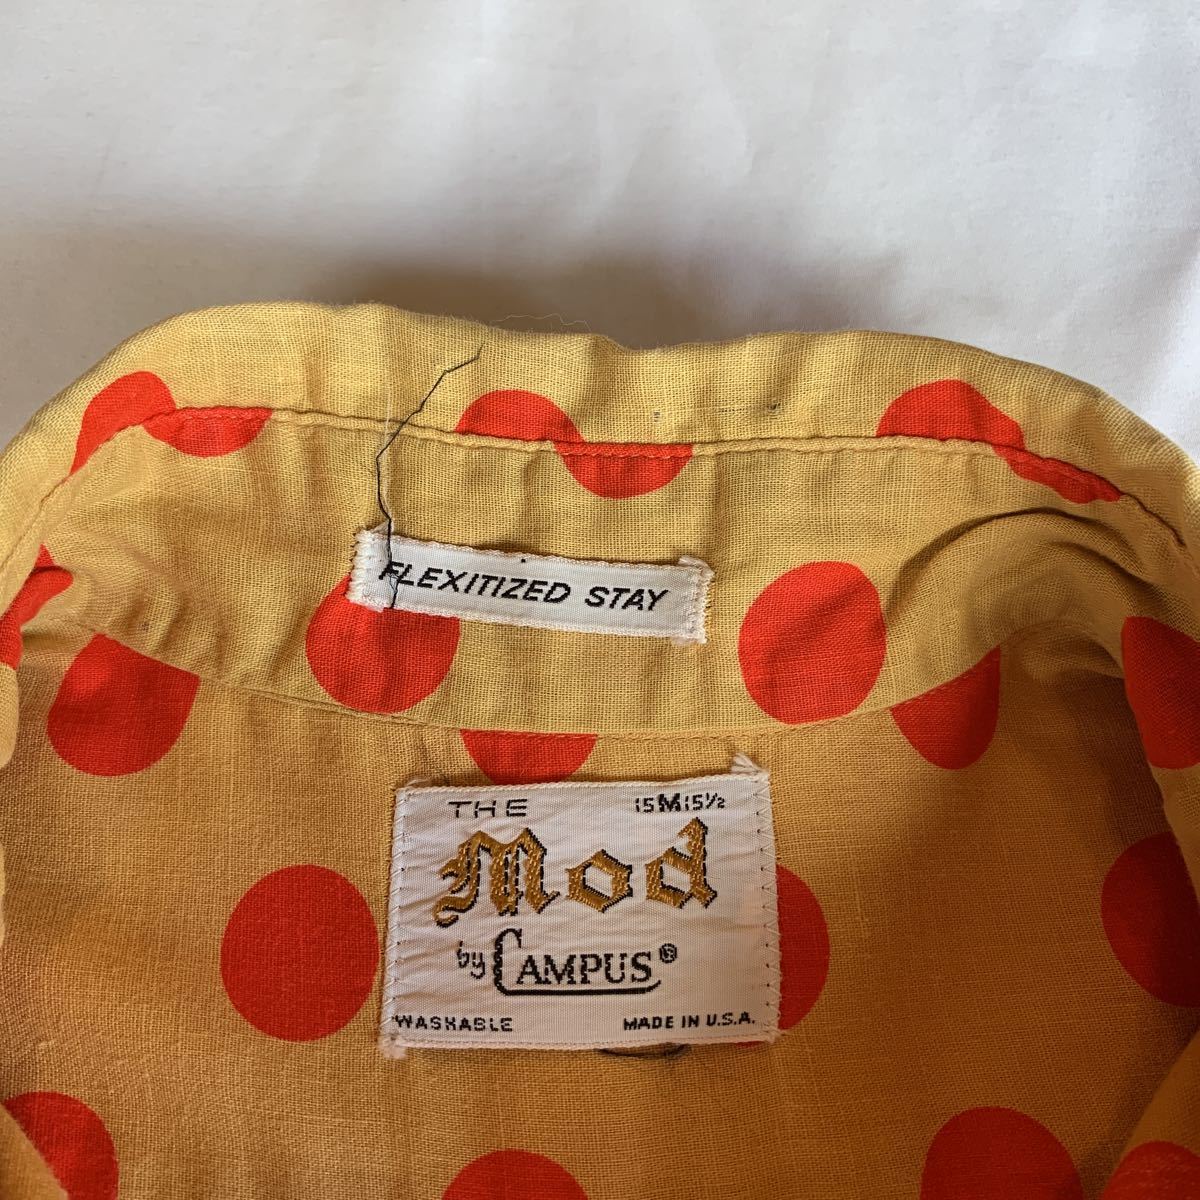 FLEXITIZED STAY
THE 15M15½
Mod
by CAMPUS®
WASHABLE MADE IN U.S.A.